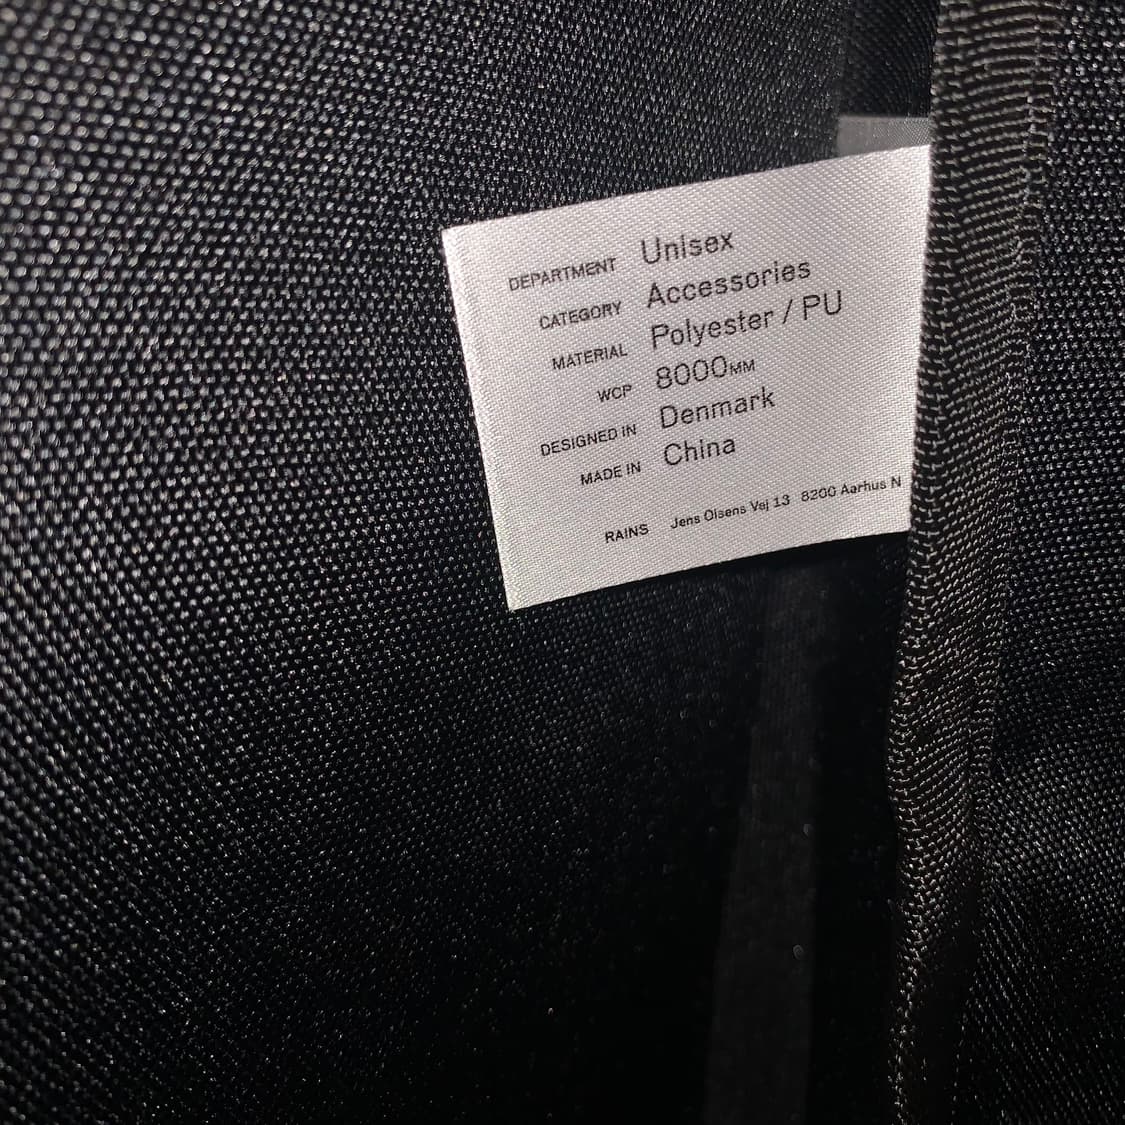 DEPARTMENT Unisex
CATEGORY Accessories
MATERIAL Polyester / PU
WCP 8000MM
DESIGNED IN Denmark
MADE IN China
RAINS Jens Olsens Vej 13 8200 Aarhus N